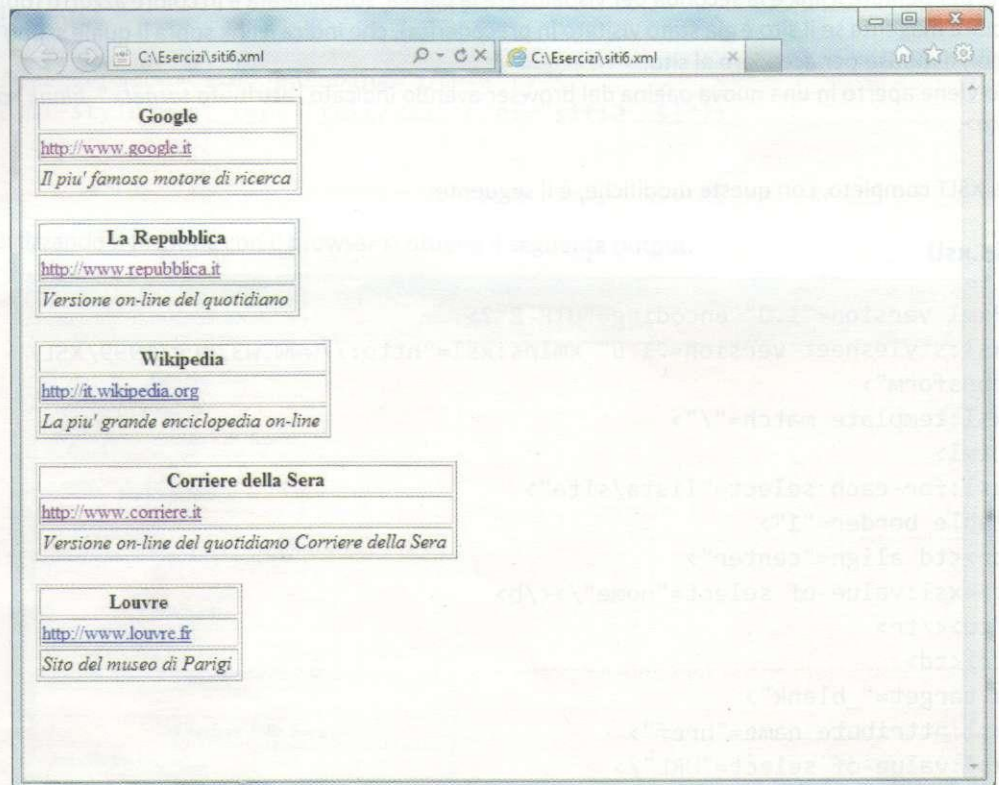 C:\Esercizi\siti6.xml
C:\Esercizi\siti6.xml
Google
http://www.google.it
Il piu' famoso motore di ricerca
La Repubblica
http://www.repubblica.it
Versione on-line del quotidiano
Wikipedia
http://it.wikipedia.org
La piu' grande enciclopedia on-line
Corriere della Sera
http://www.corriere.it
Versione on-line del quotidiano Corriere della Sera
Louvre
http://www.louvre.fr
Sito del museo di Parigi